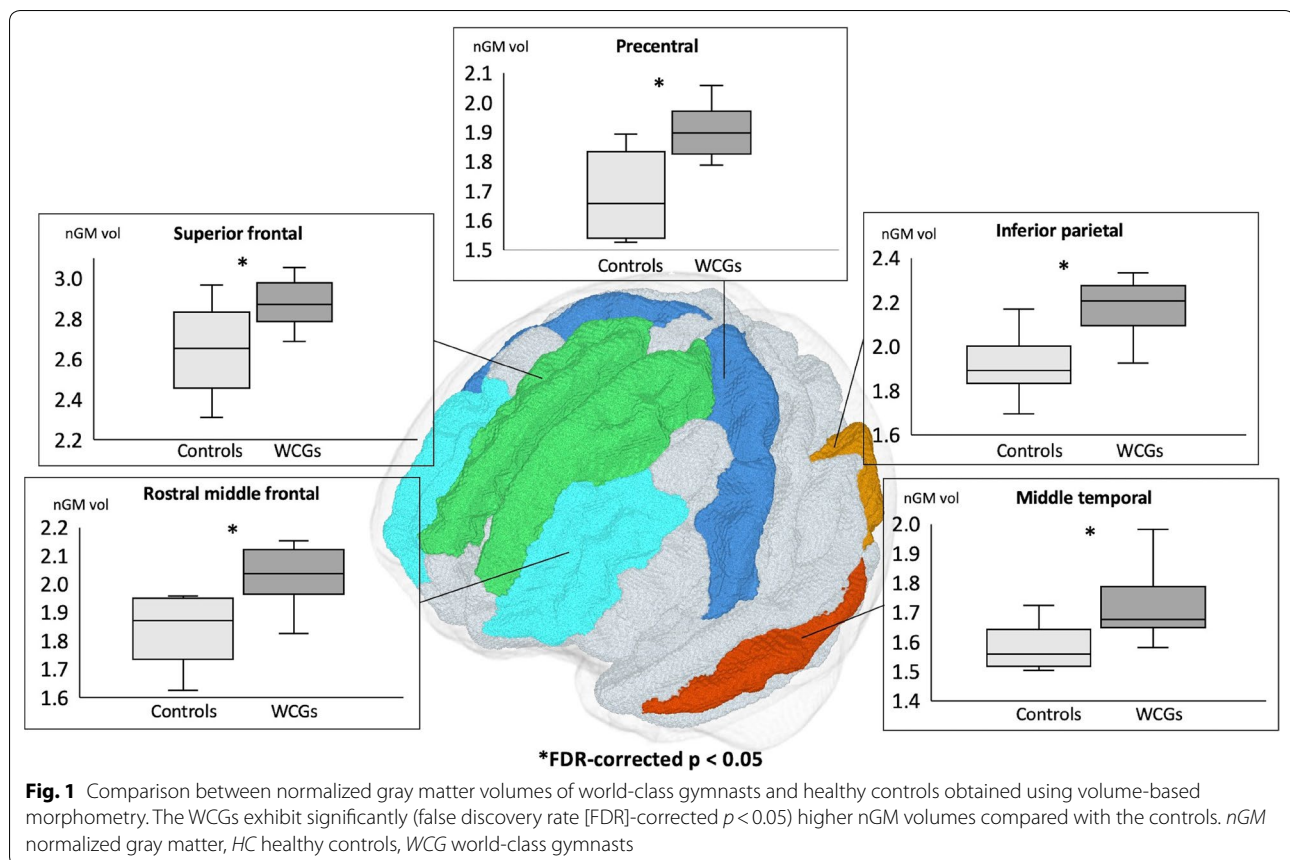 nGM vol
Precentral
*
2.1
2.0
1.9
1.8
1.7
1.6
1.5
Controls WCGs
nGM vol
Superior frontal
*
3.0
2.8
2.6
2.4
2.2
Controls WCGs
nGM vol
Inferior parietal
*
2.4
2.2
2.0
1.8
1.6
Controls WCGs
nGM vol
Rostral middle frontal
*
2.2
2.1
2.0
1.9
1.8
1.7
1.6
Controls WCGs
nGM vol
Middle temporal
*
2.0
1.9
1.8
1.7
1.6
1.5
1.4
Controls WCGs
*FDR-corrected p < 0.05
Fig. 1 Comparison between normalized gray matter volumes of world-class gymnasts and healthy controls obtained using volume-based
morphometry. The WCGs exhibit significantly (false discovery rate [FDR]-corrected p < 0.05) higher nGM volumes compared with the controls. nGM
normalized gray matter, HC healthy controls, WCG world-class gymnasts